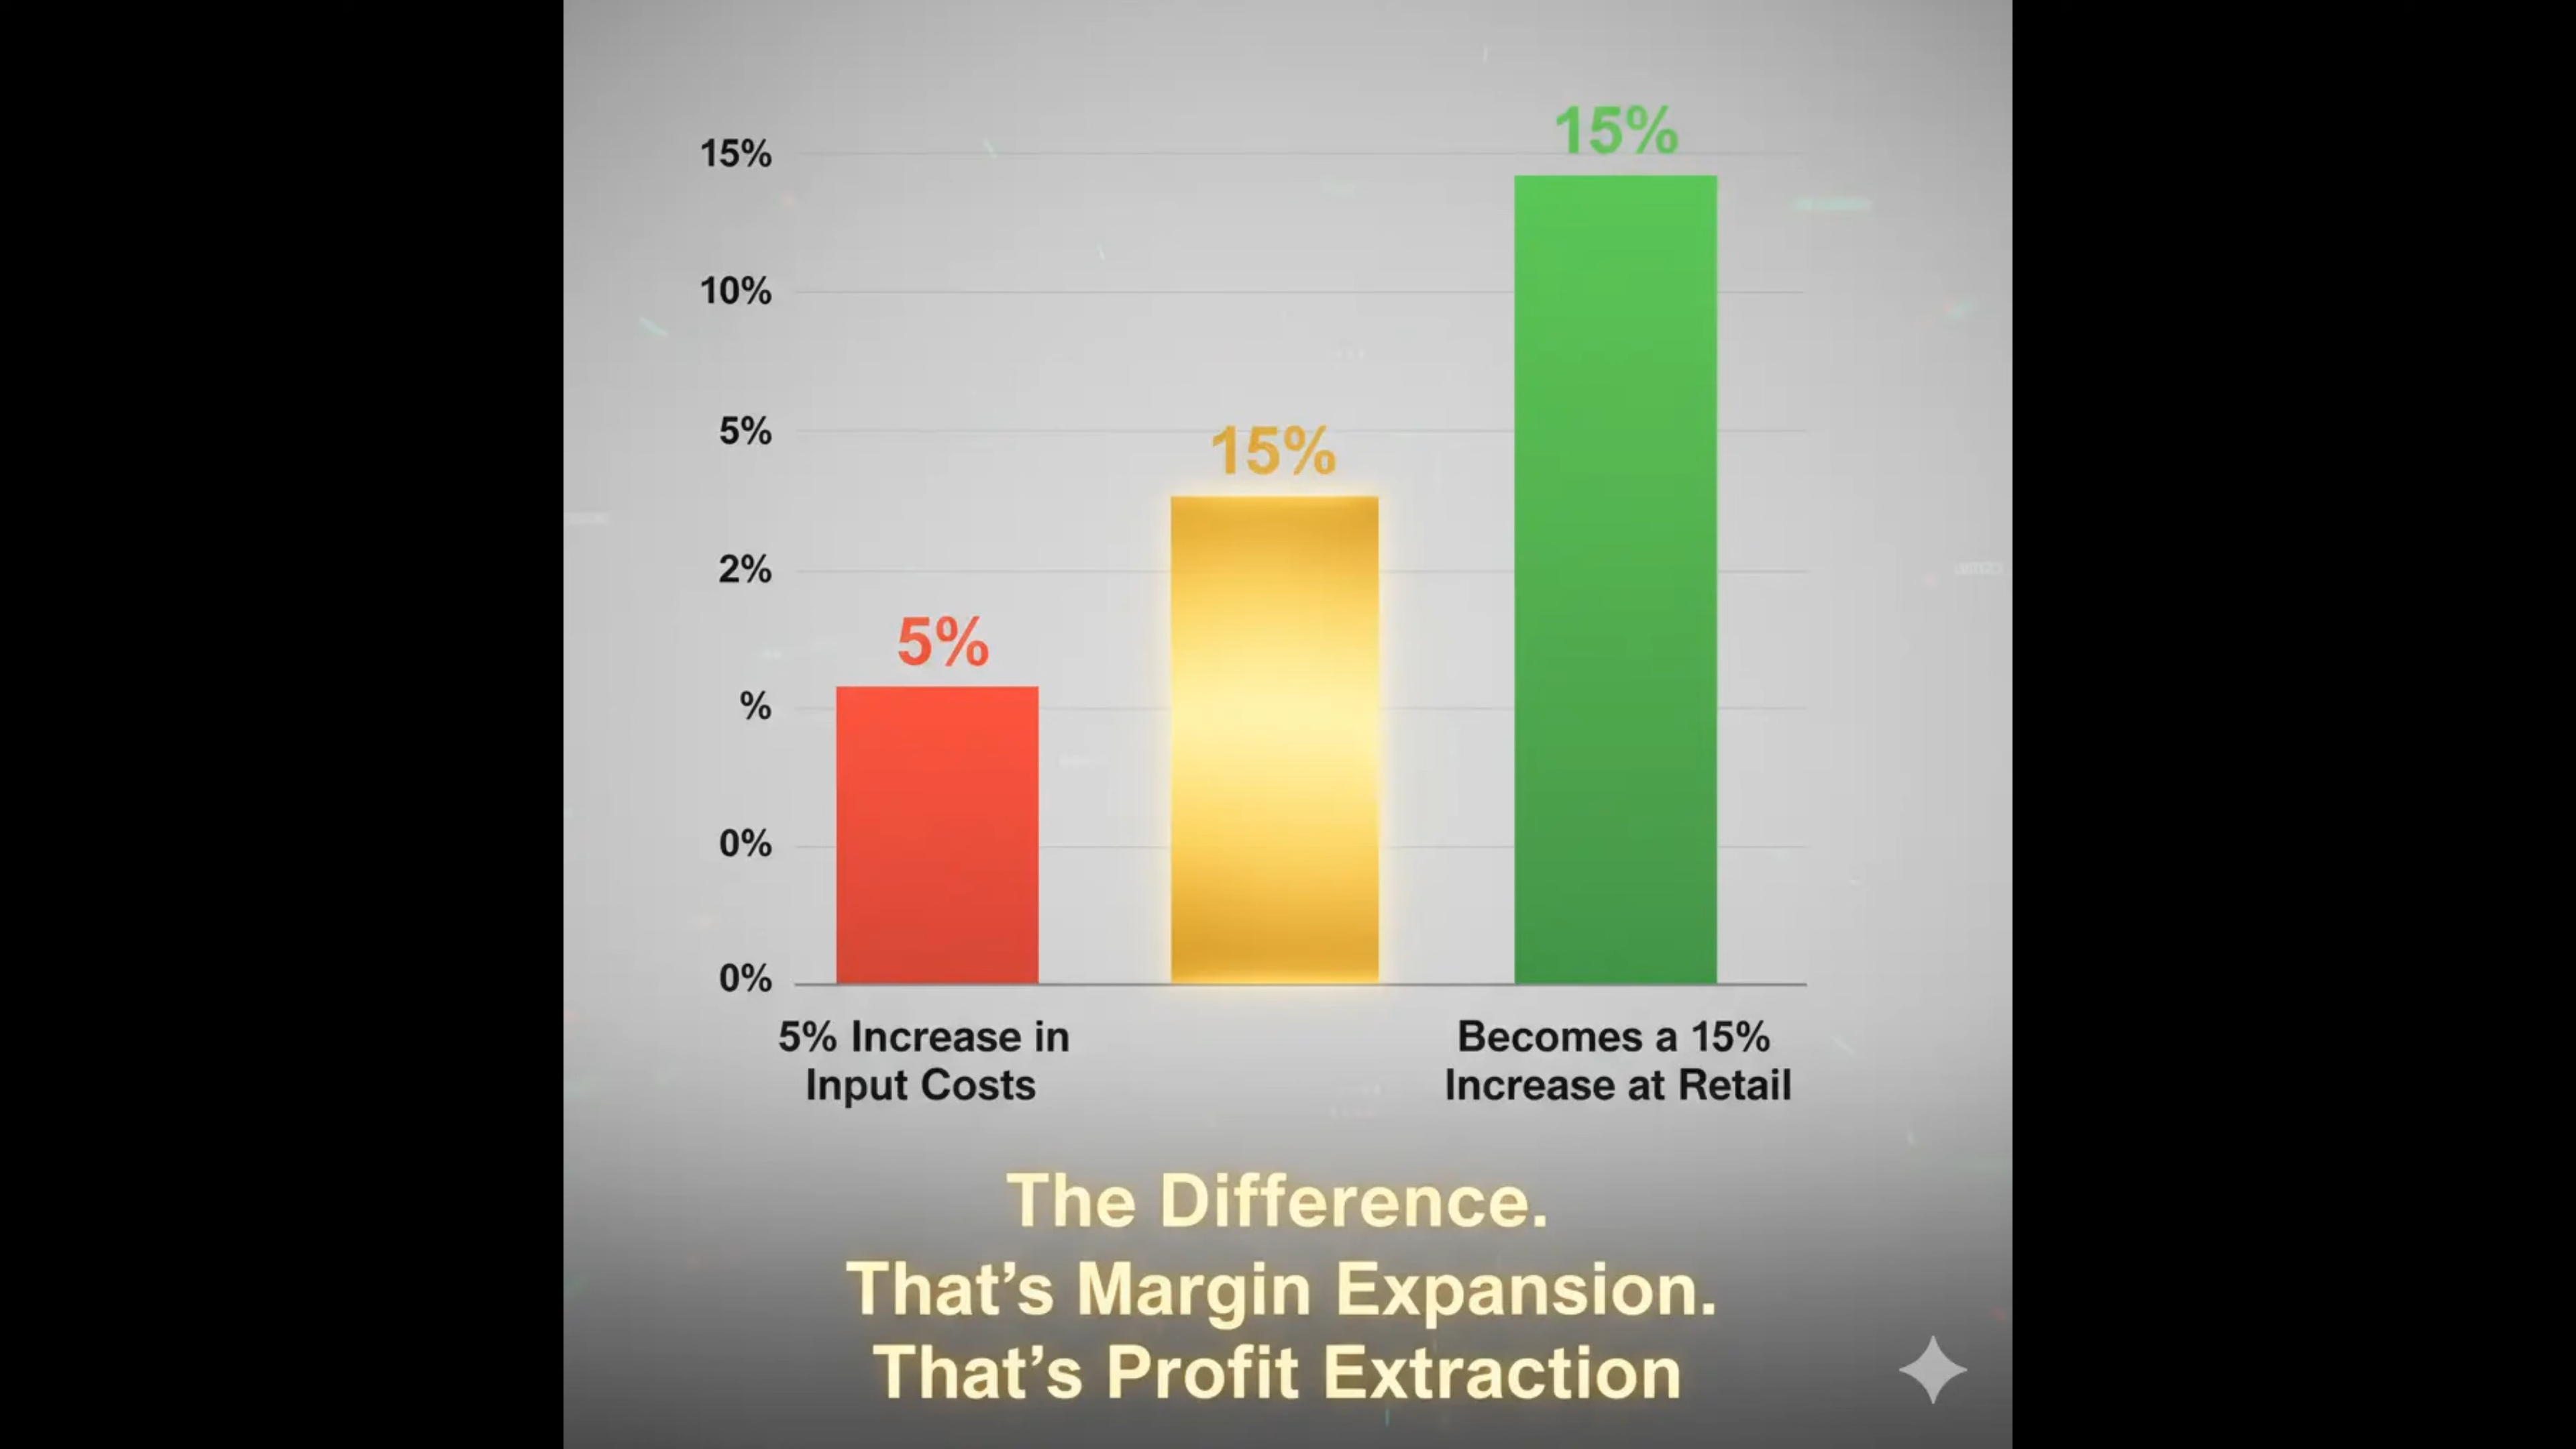 15%
15%
10%
5%
15%
2%
5%
%
0%
0%
5% Increase in
Input Costs
Becomes a 15%
Increase at Retail
The Difference.
That’s Margin Expansion.
That’s Profit Extraction